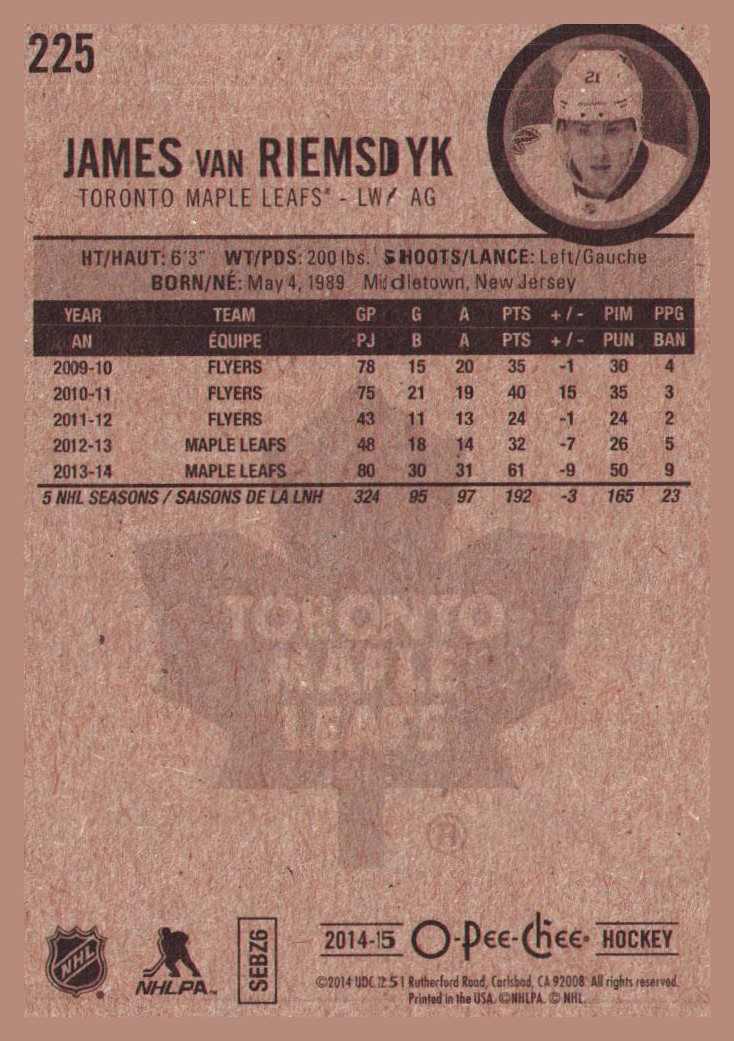 225
21
JAMES VAN RIEMSDYK
TORONTO MAPLE LEAFS® - LW/AG
HT/HAUT: 6'3" WT/PDS: 200 lbs. SHOOTS/LANCE: Left/Gauche
BORN/NÉ: May 4, 1989 Middletown, New Jersey
YEAR TEAM GP G A PTS +/- PIM PPG
AN ÉQUIPE PJ B A PTS +/- PUN BAN
2009-10 FLYERS 78 15 20 35 -1 30 4
2010-11 FLYERS 75 21 19 40 15 35 3
2011-12 FLYERS 43 11 13 24 -1 24 2
2012-13 MAPLE LEAFS 48 18 14 32 -7 26 5
2013-14 MAPLE LEAFS 80 30 31 61 -9 50 9
5 NHL SEASONS / SAISONS DE LA LNH 324 95 97 192 -3 165 23
TORONTO
MAPLE
LEAFS
®
NHL
NHLPA™
SEBZ6
2014-15 O-Pee-Chee® HOCKEY
©2014 UDC. 2251 Rutherford Road, Carlsbad, CA 92008. All rights reserved.
Printed in the USA. ©NHLPA. © NHL.